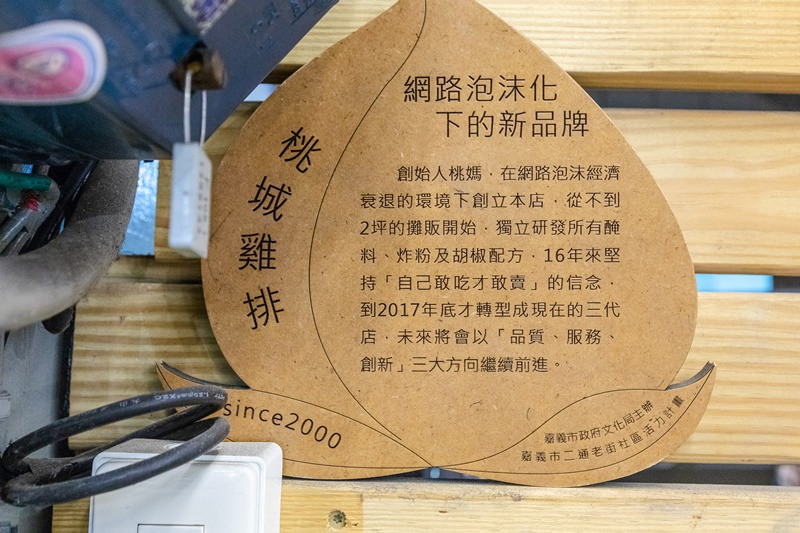 桃城雞排
網路泡沫化
下的新品牌
創始人桃媽，在網路泡沫經濟
衰退的環境下創立本店，從不到
2坪的攤販開始，獨立研發所有醃
料、炸粉及胡椒配方，16年來堅
持「自己敢吃才敢賣」的信念，
到2017年底才轉型成現在的三代
店，未來將會以「品質、服務、
創新」三大方向繼續前進。
since2000
嘉義市政府文化局主辦
嘉義市二通老街社區活力計畫